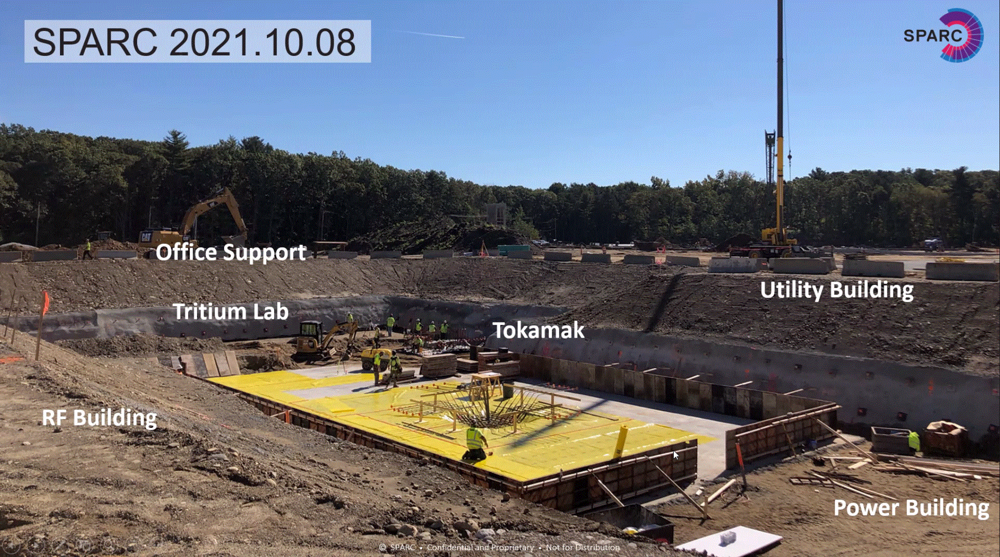 SPARC 2021.10.08
SPARC
CAT
Office Support
Utility Building
Tritium Lab
Tokamak
RF Building
Power Building
© SPARC • Confidential and Proprietary • Not for Distribution